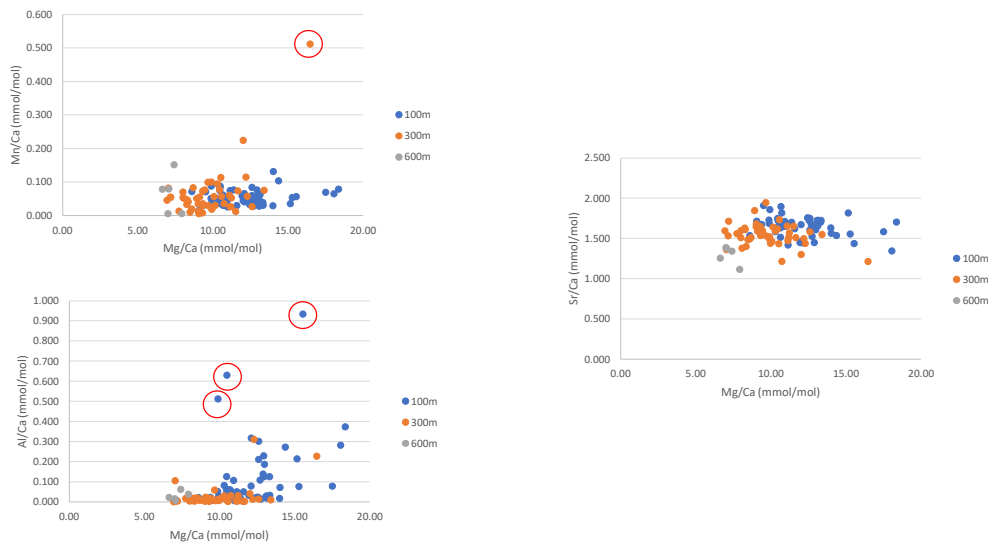 0.600
0.500
0.400
0.300
0.200
0.100
0.000
Mn/Ca (mmol/mol)
0.00 5.00 10.00 15.00 20.00
Mg/Ca (mmol/mol)
100m
300m
600m
1.000
0.900
0.800
0.700
0.600
0.500
0.400
0.300
0.200
0.100
0.000
Al/Ca (mmol/mol)
0.00 5.00 10.00 15.00 20.00
Mg/Ca (mmol/mol)
100m
300m
600m
2.500
2.000
1.500
1.000
0.500
0.000
Sr/Ca (mmol/mol)
0.00 5.00 10.00 15.00 20.00
Mg/Ca (mmol/mol)
100m
300m
600m